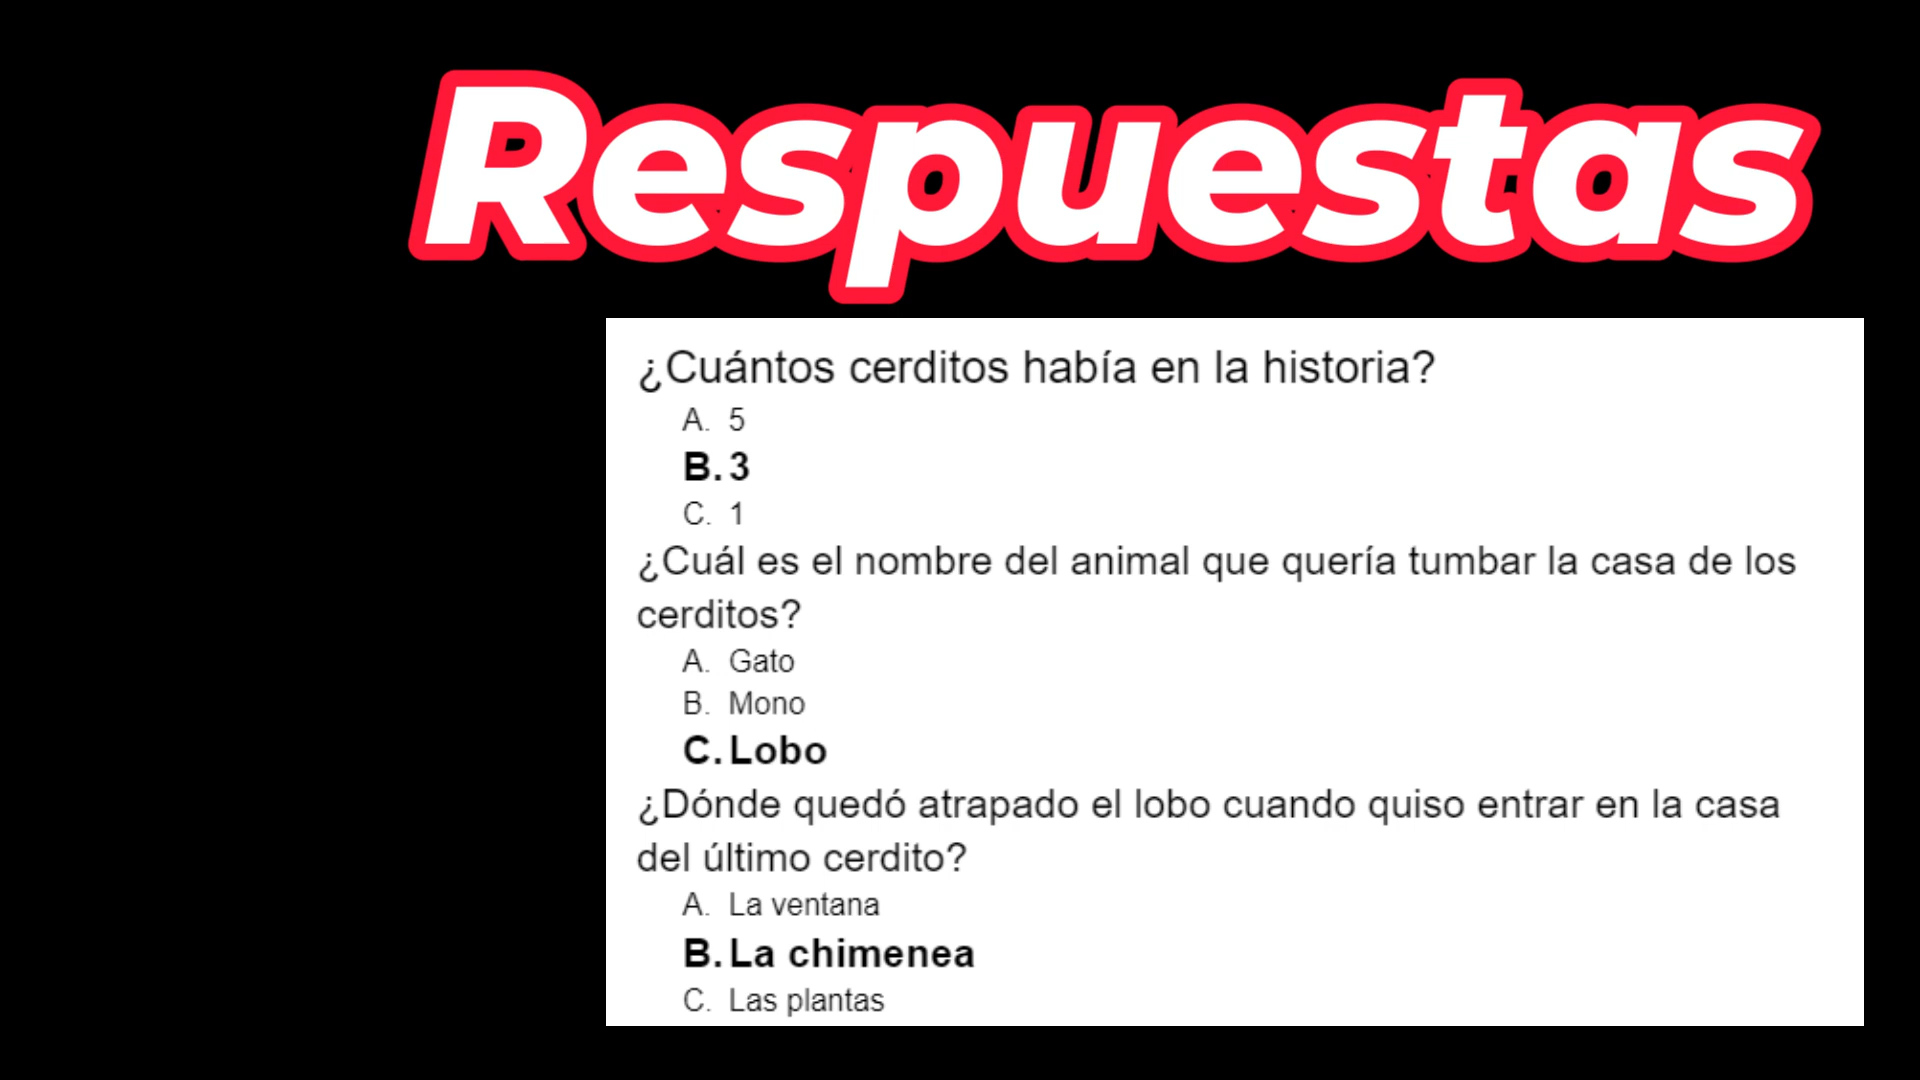 Respuestas
¿Cuántos cerditos había en la historia?
A. 5
B. 3
C. 1
¿Cuál es el nombre del animal que quería tumbar la casa de los
cerditos?
A. Gato
B. Mono
C. Lobo
¿Dónde quedó atrapado el lobo cuando quiso entrar en la casa
del último cerdito?
A. La ventana
B. La chimenea
C. Las plantas